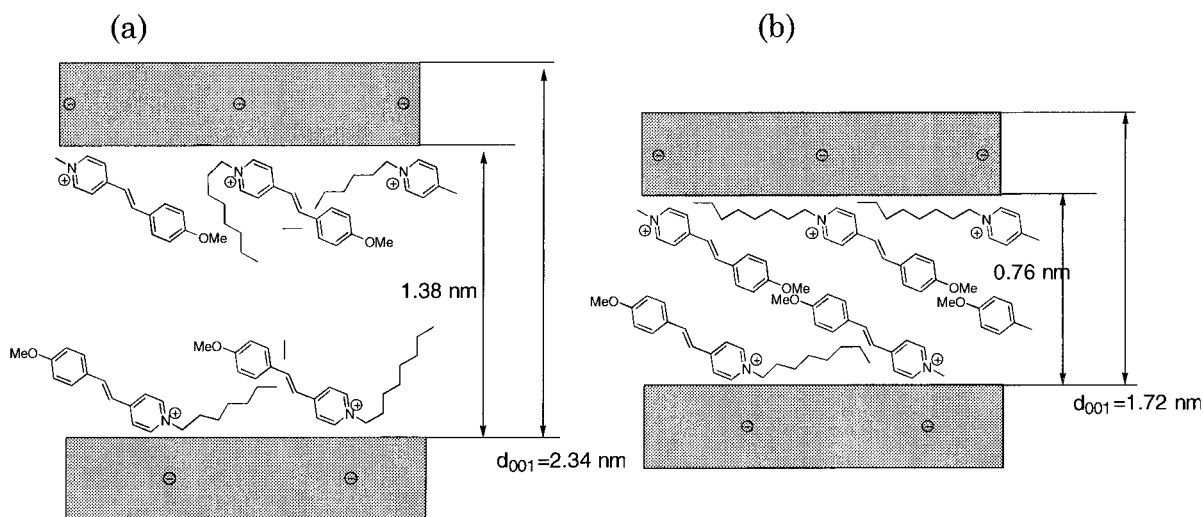 (a)
(b)
⊖ ⊖ ⊖
N
⊕
OMe
N
⊕
OMe
N
⊕
1.38 nm
MeO
N
⊕
MeO
N
⊕
d001=2.34 nm
⊖ ⊖
⊖ ⊖ ⊖
N
⊕
OMe
N
⊕
OMe
N
⊕
0.76 nm
MeO
N
⊕
MeO
N
⊕
MeO
d001=1.72 nm
⊖ ⊖